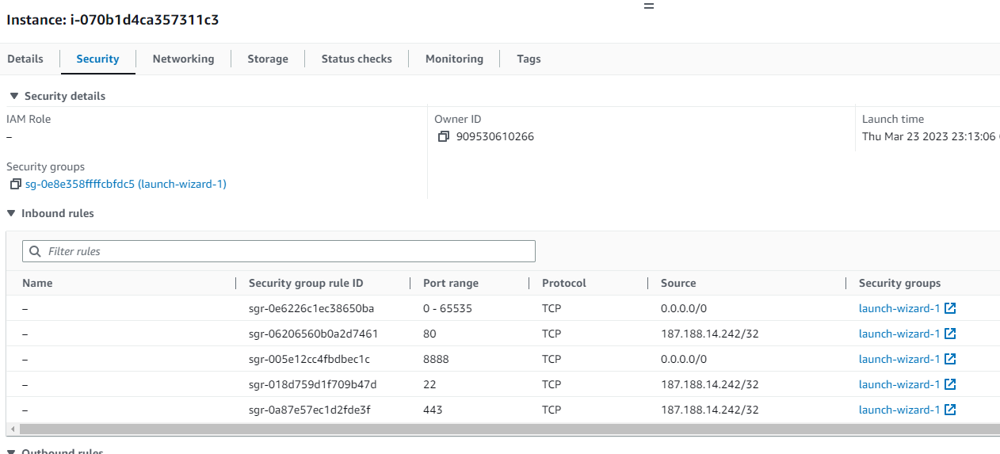 Instance: i-070b1d4ca357311c3
Details Security Networking Storage Status checks Monitoring Tags
Security details
IAM Role Owner ID Launch time
– 909530610266 Thu Mar 23 2023 23:13:06
Security groups
sg-0e8e358ffffcbfdc5 (launch-wizard-1)
Inbound rules
Filter rules
Name Security group rule ID Port range Protocol Source Security groups
– sgr-0e6226c1ec38650ba 0 - 65535 TCP 0.0.0.0/0 launch-wizard-1
– sgr-06206560b0a2d7461 80 TCP 187.188.14.242/32 launch-wizard-1
– sgr-005e12cc4fbdbec1c 8888 TCP 0.0.0.0/0 launch-wizard-1
– sgr-018d759d1f709b47d 22 TCP 187.188.14.242/32 launch-wizard-1
– sgr-0a87e57ec1d2fde3f 443 TCP 187.188.14.242/32 launch-wizard-1
Outbound rules